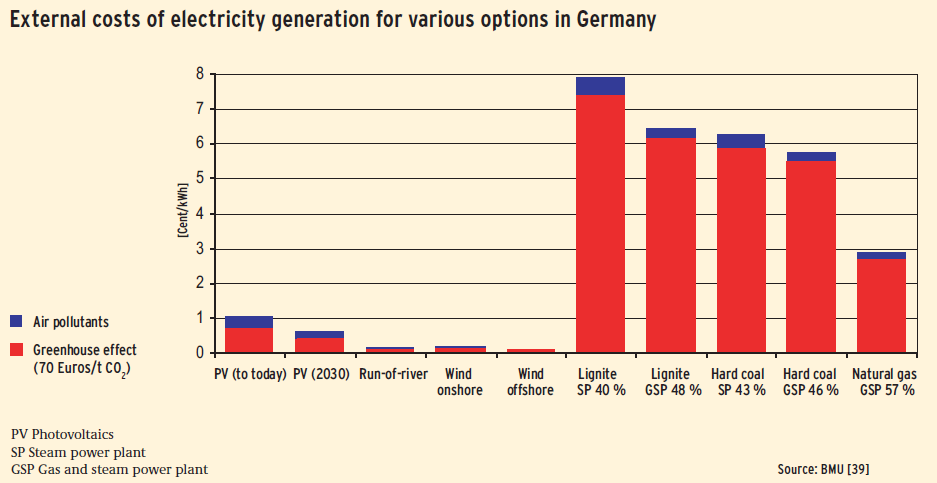 External costs of electricity generation for various options in Germany
[Cent/kWh]
8
7
6
5
4
3
2
1
0
Air pollutants
Greenhouse effect
(70 Euros/t CO₂)
PV (to today) PV (2030) Run-of-river Wind Wind Lignite Lignite Hard coal Hard coal Natural gas
onshore offshore SP 40 % GSP 48 % SP 43 % GSP 46 % GSP 57 %
PV Photovoltaics
SP Steam power plant
GSP Gas and steam power plant
Source: BMU [39]